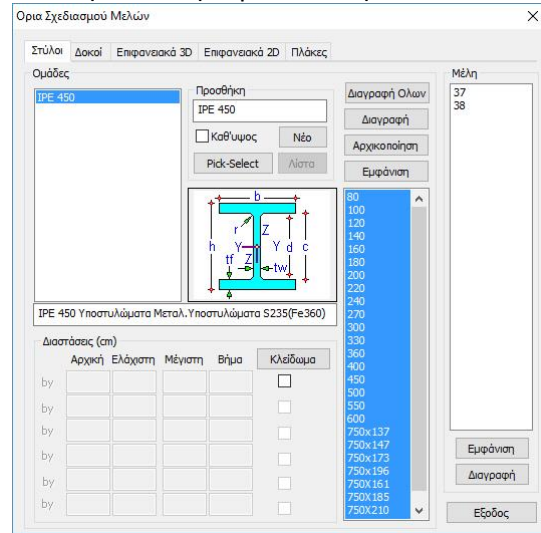 Ορια Σχεδιασμού Μελών
Στύλοι Δοκοί Επιφανειακά 3D Επιφανειακά 2D Πλάκες
Ομάδες
IPE 450
Προσθήκη
IPE 450
Καθ'υψος Νέο
Pick-Select Λίστα
Διαγραφή Ολων
Διαγραφή
Αρχικοποίηση
Εμφάνιση
b
r Z
h Y Y d c
tf Z tw
80
100
120
140
160
180
200
220
240
270
300
330
360
400
450
500
550
600
750x137
750x147
750x173
750x196
750X161
750X185
750X210
IPE 450 Υποστυλώματα Μεταλ.Υποστυλώματα S235(Fe360)
Διαστάσεις (cm)
Αρχική Ελάχιστη Μέγιστη Βήμα Κλείδωμα
by
by
by
by
by
by
Μέλη
37
38
Εμφάνιση
Διαγραφή
Εξοδος